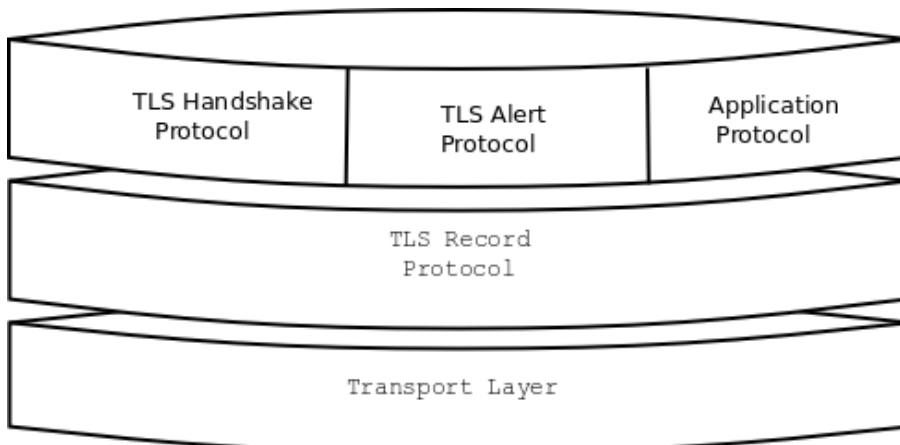 TLS Handshake
Protocol
TLS Alert
Protocol
Application
Protocol
TLS Record
Protocol
Transport Layer